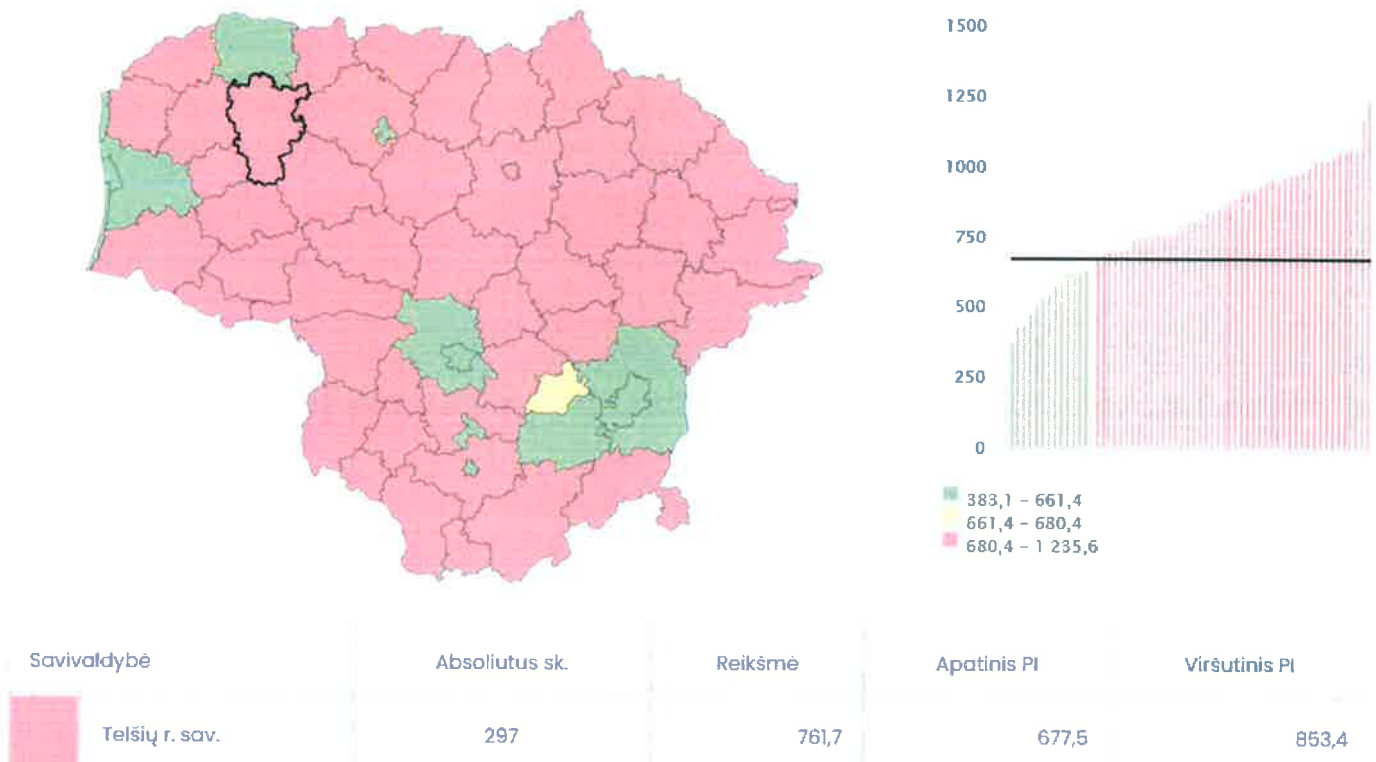 1500
1250
1000
750
500
250
0
383,1 – 661,4
661,4 – 680,4
680,4 – 1 235,6
Savivaldybė Absoliutus sk. Reikšmė Apatinis PI Viršutinis PI
Telšių r. sav. 297 761,7 677,5 853,4